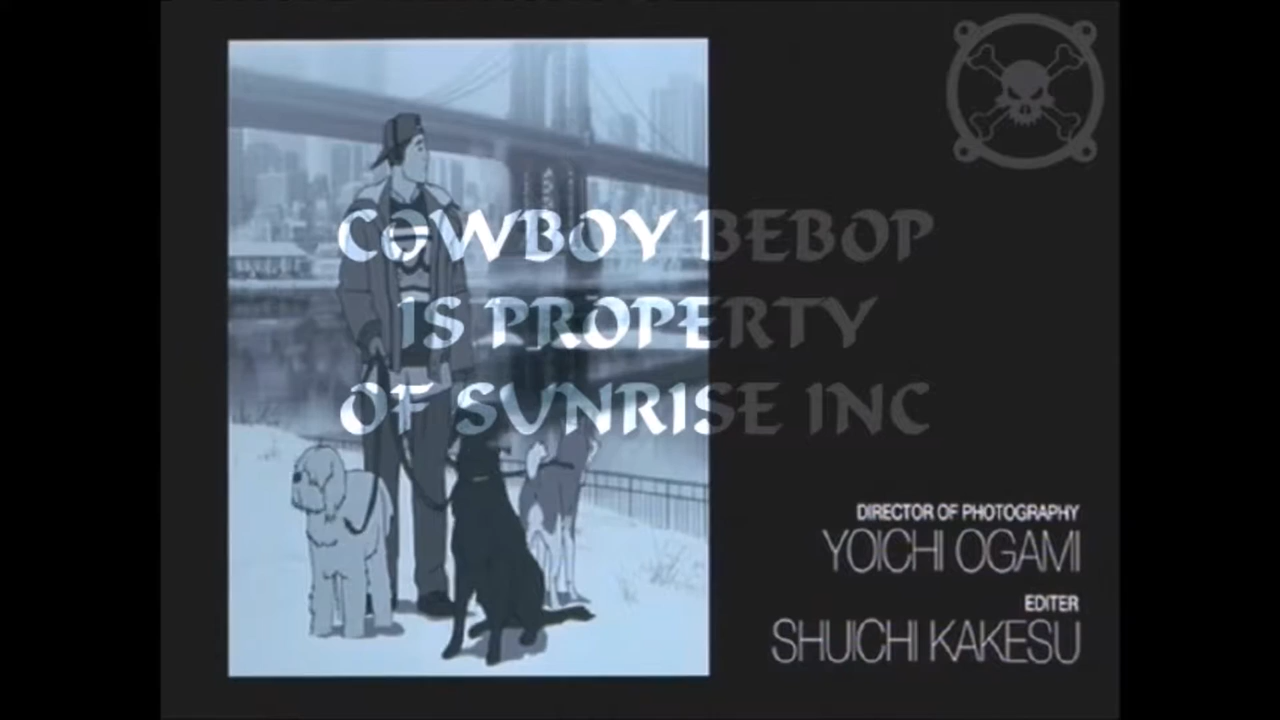 COWBOY BEBOP
IS PROPERTY
OF SUNRISE INC
DIRECTOR OF PHOTOGRAPHY
YOICHI OGAMI
EDITER
SHUICHI KAKESU